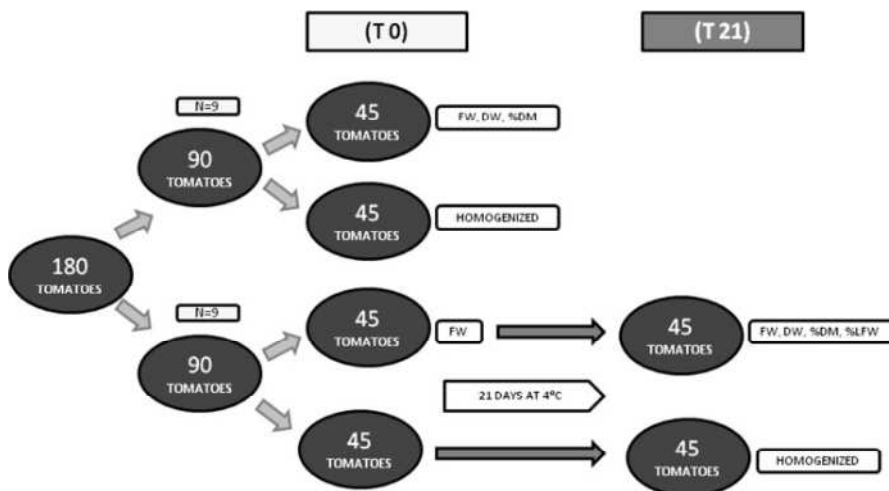 (T 0)
(T 21)
N=9
45
TOMATOES
FW, DW, %DM
90
TOMATOES
45
TOMATOES
HOMOGENIZED
180
TOMATOES
N=9
45
TOMATOES
FW
45
TOMATOES
FW, DW, %DM, %LFW
90
TOMATOES
21 DAYS AT 4ºC
45
TOMATOES
45
TOMATOES
HOMOGENIZED